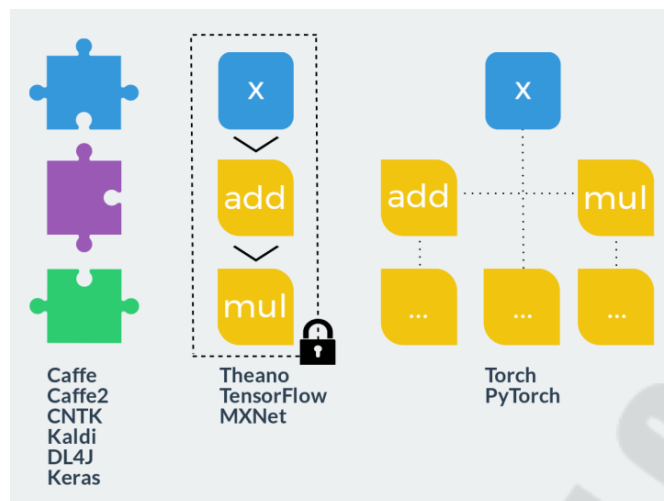 x
add
mul
x
add
mul
...
...
...
Caffe
Caffe2
CNTK
Kaldi
DL4J
Keras
Theano
TensorFlow
MXNet
Torch
PyTorch